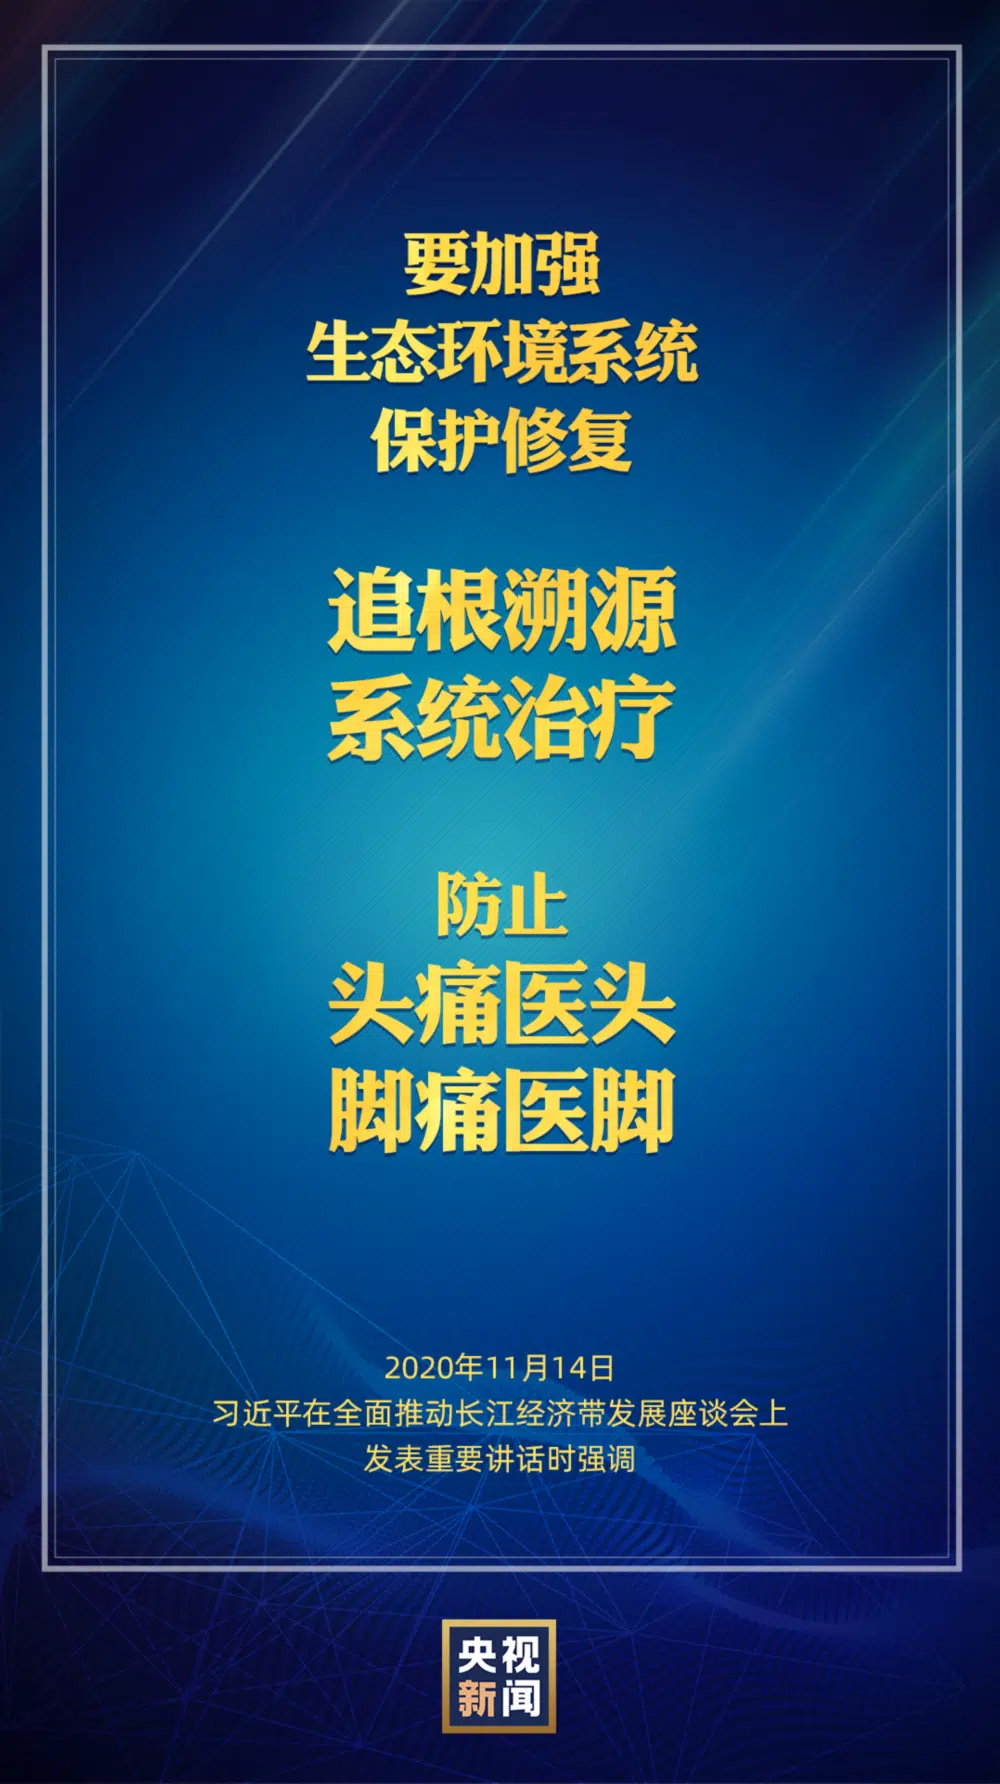 要加强
生态环境系统
保护修复
追根溯源
系统治疗
防止
头痛医头
脚痛医脚
2020年11月14日
习近平在全面推动长江经济带发展座谈会上
发表重要讲话时强调
央视
新闻